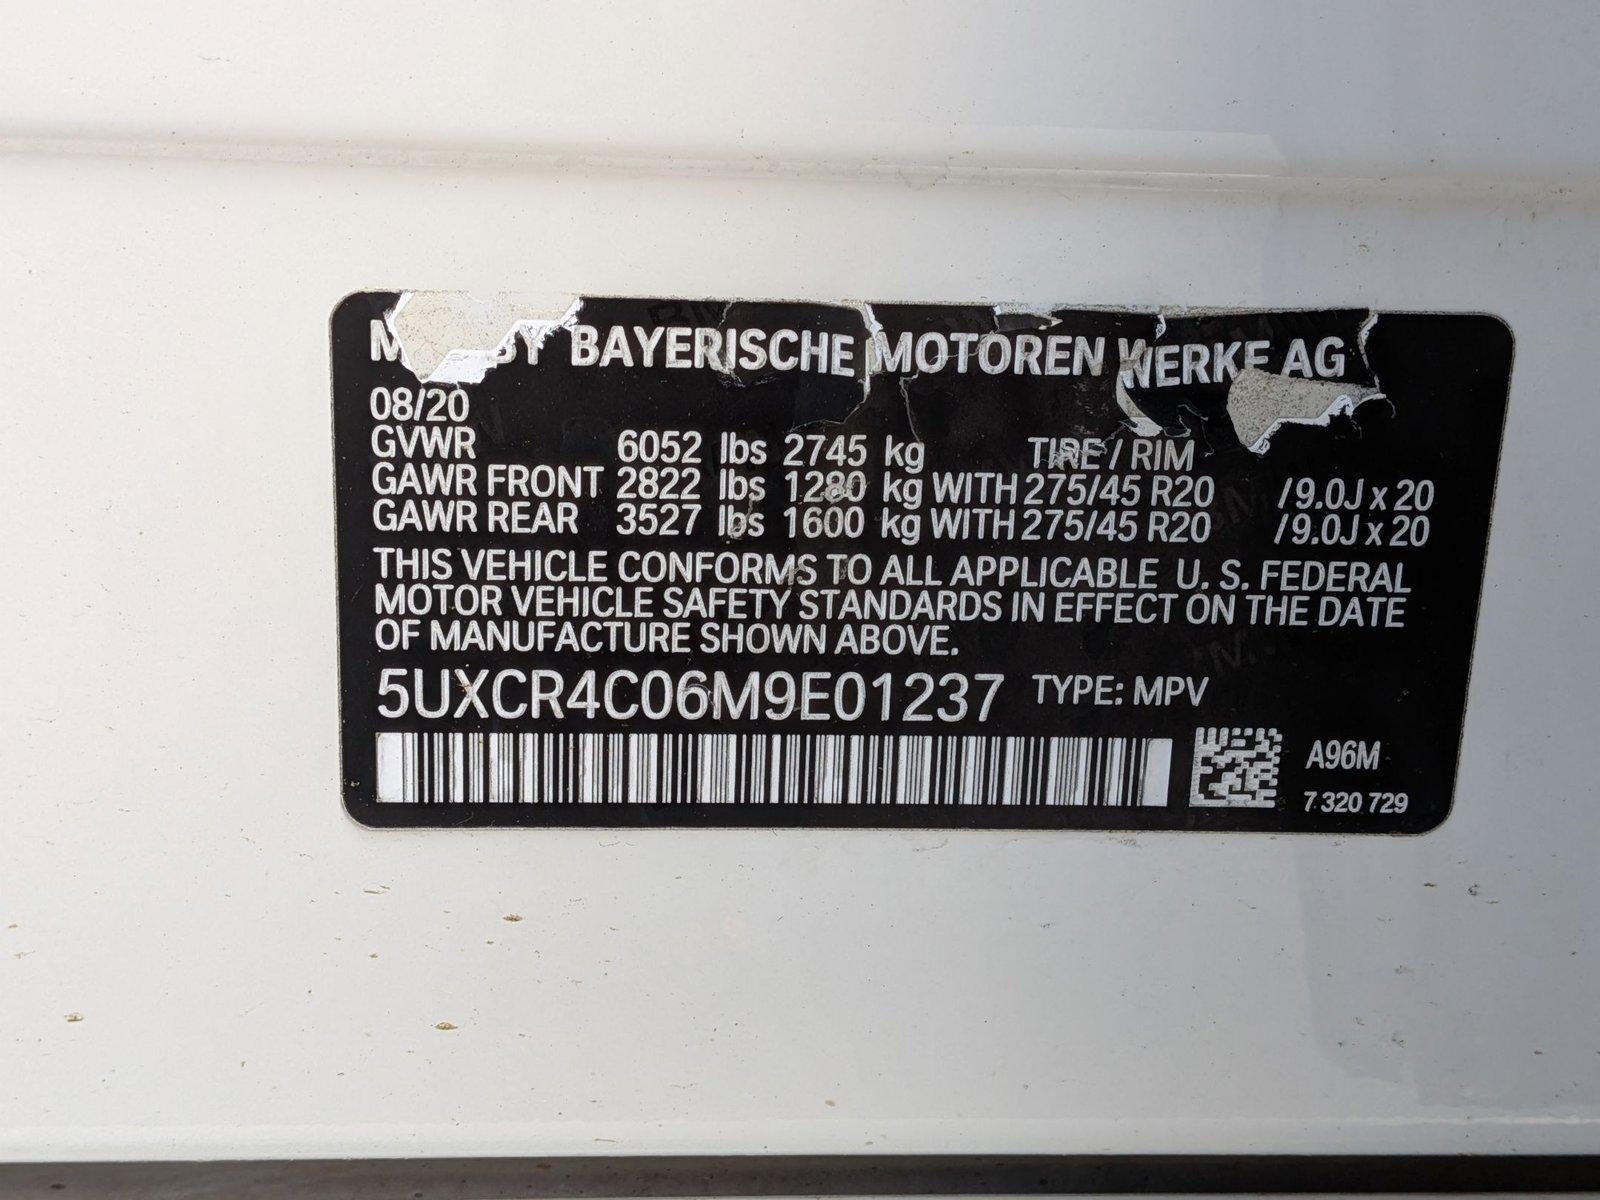 BY BAYERISCHE MOTOREN WERKE AG
08/20
GVWR 6052 lbs 2745 kg TIRE / RIM
GAWR FRONT 2822 lbs 1280 kg WITH 275/45 R20 / 9.0J x 20
GAWR REAR 3527 lbs 1600 kg WITH 275/45 R20 / 9.0J x 20
THIS VEHICLE CONFORMS TO ALL APPLICABLE U. S. FEDERAL
MOTOR VEHICLE SAFETY STANDARDS IN EFFECT ON THE DATE
OF MANUFACTURE SHOWN ABOVE.
5UXCR4C06M9E01237 TYPE: MPV
A96M
7 320 729